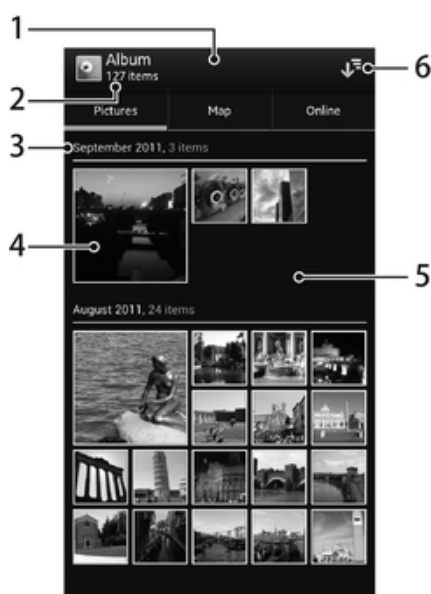 1
Album
6
127 items
2
Pictures Map Online
3
September 2011, 3 items
4
5
August 2011, 24 items